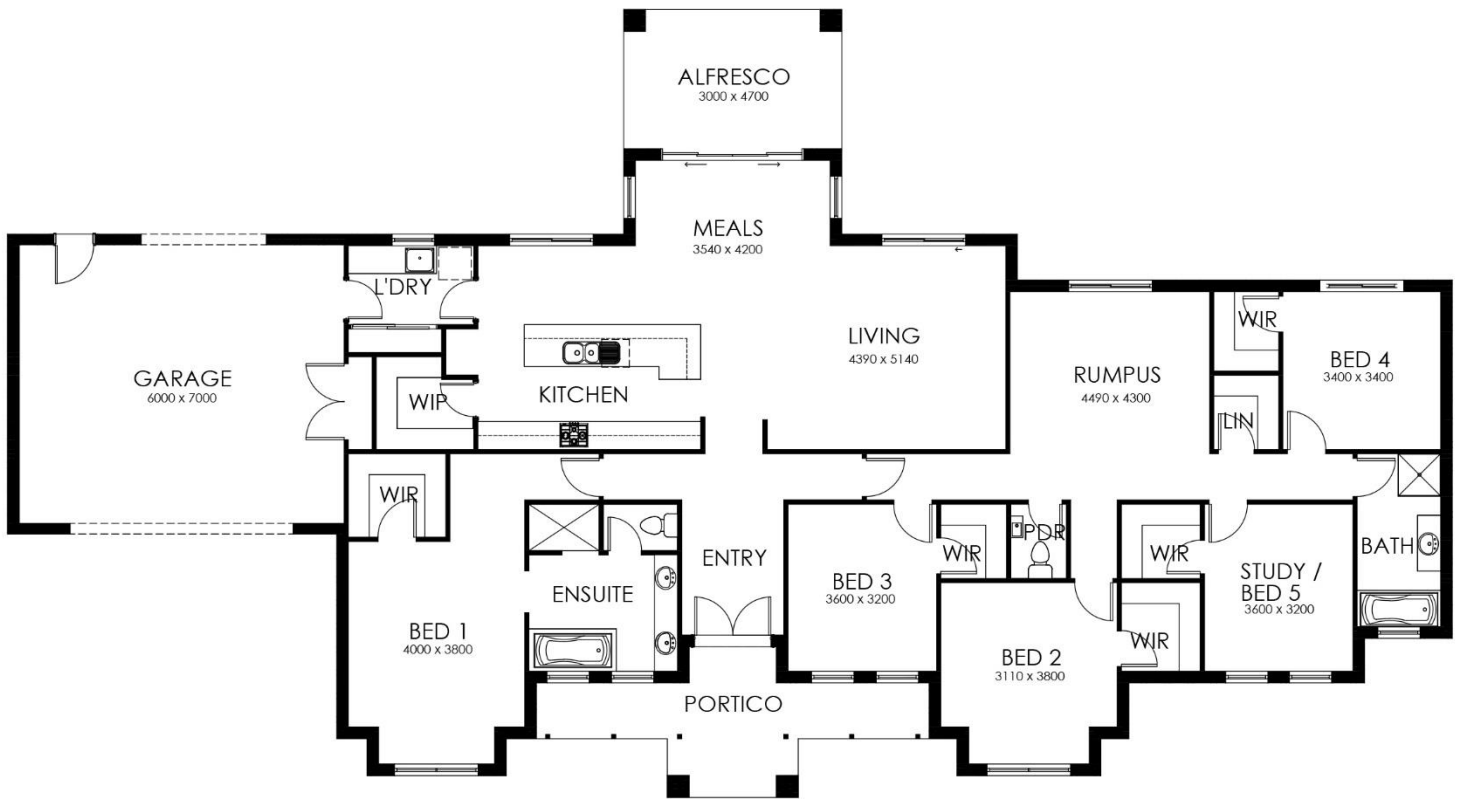 ALFRESCO
3000 x 4700
MEALS
3540 x 4200
L'DRY
GARAGE
6000 x 7000
WIP
KITCHEN
LIVING
4390 x 5140
RUMPUS
4490 x 4300
WIR
BED 4
3400 x 3400
LIN
WIR
ENTRY
ENSUITE
BED 1
4000 x 3800
BED 3
3600 x 3200
WIR
PDR
WIR
STUDY /
BED 5
3600 x 3200
BATH
BED 2
3110 x 3800
WIR
PORTICO